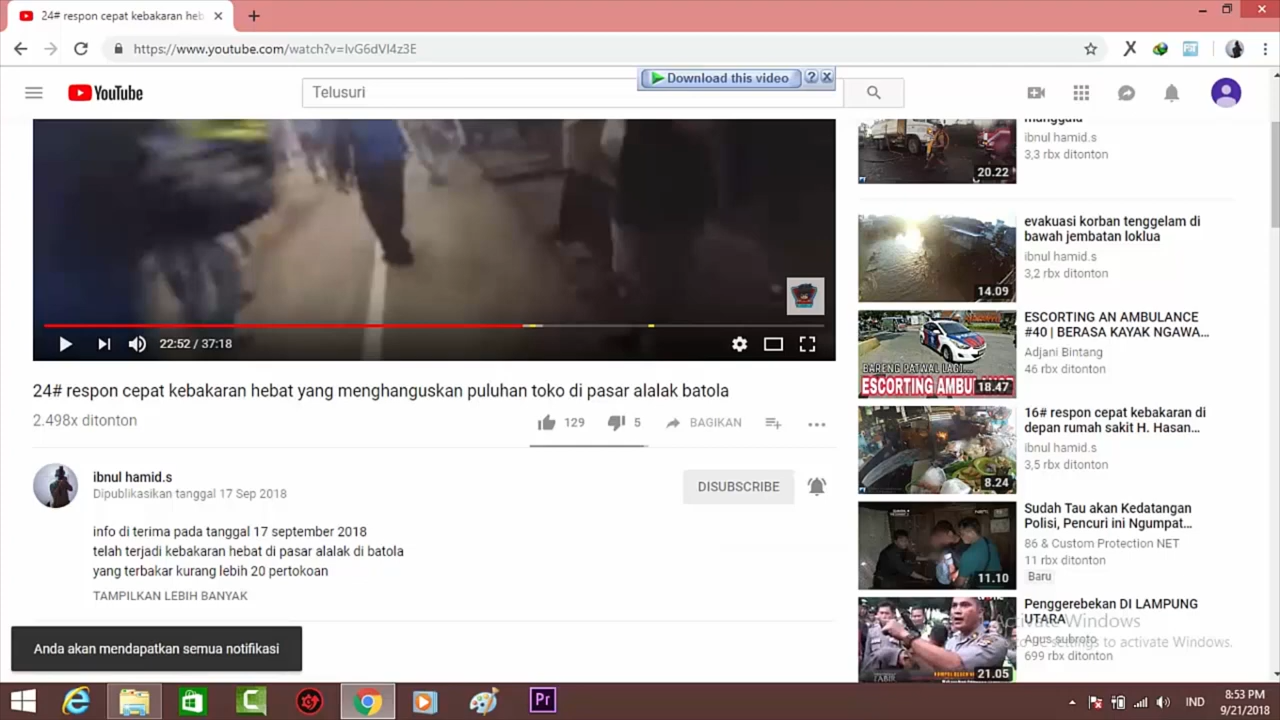 24# respon cepat kebakaran heb
https://www.youtube.com/watch?v=IvG6dVI4z3E
Download this video
YouTube
Telusuri
22:52 / 37:18
24# respon cepat kebakaran hebat yang menghanguskan puluhan toko di pasar alalak batola
2.498x ditonton
129
5
BAGIKAN
ibnul hamid.s
Dipublikasikan tanggal 17 Sep 2018
DISUBSCRIBE
info di terima pada tanggal 17 september 2018
telah terjadi kebakaran hebat di pasar alalak di batola
yang terbakar kurang lebih 20 pertokoan
TAMPILKAN LEBIH BANYAK
Anda akan mendapatkan semua notifikasi
manggala
ibnul hamid.s
3,3 rbx ditonton
20.22
evakuasi korban tenggelam di
bawah jembatan loklua
ibnul hamid.s
3,2 rbx ditonton
14.09
ESCORTING AN AMBULANCE
#40 | BERASA KAYAK NGAWA...
Adjani Bintang
46 rbx ditonton
BARENG PATWAL LAGI...
ESCORTING AMBU
18.47
16# respon cepat kebakaran di
depan rumah sakit H. Hasan...
ibnul hamid.s
3,5 rbx ditonton
8.24
Sudah Tau akan Kedatangan
Polisi, Pencuri ini Ngumpat...
86 & Custom Protection NET
11 rbx ditonton
Baru
11.10
Penggerebekan DI LAMPUNG
UTARA
Agus subroto
699 rbx ditonton
21.05
Activate Windows
Go to PC settings to activate Windows.
Pr
IND
8:53 PM
9/21/2018